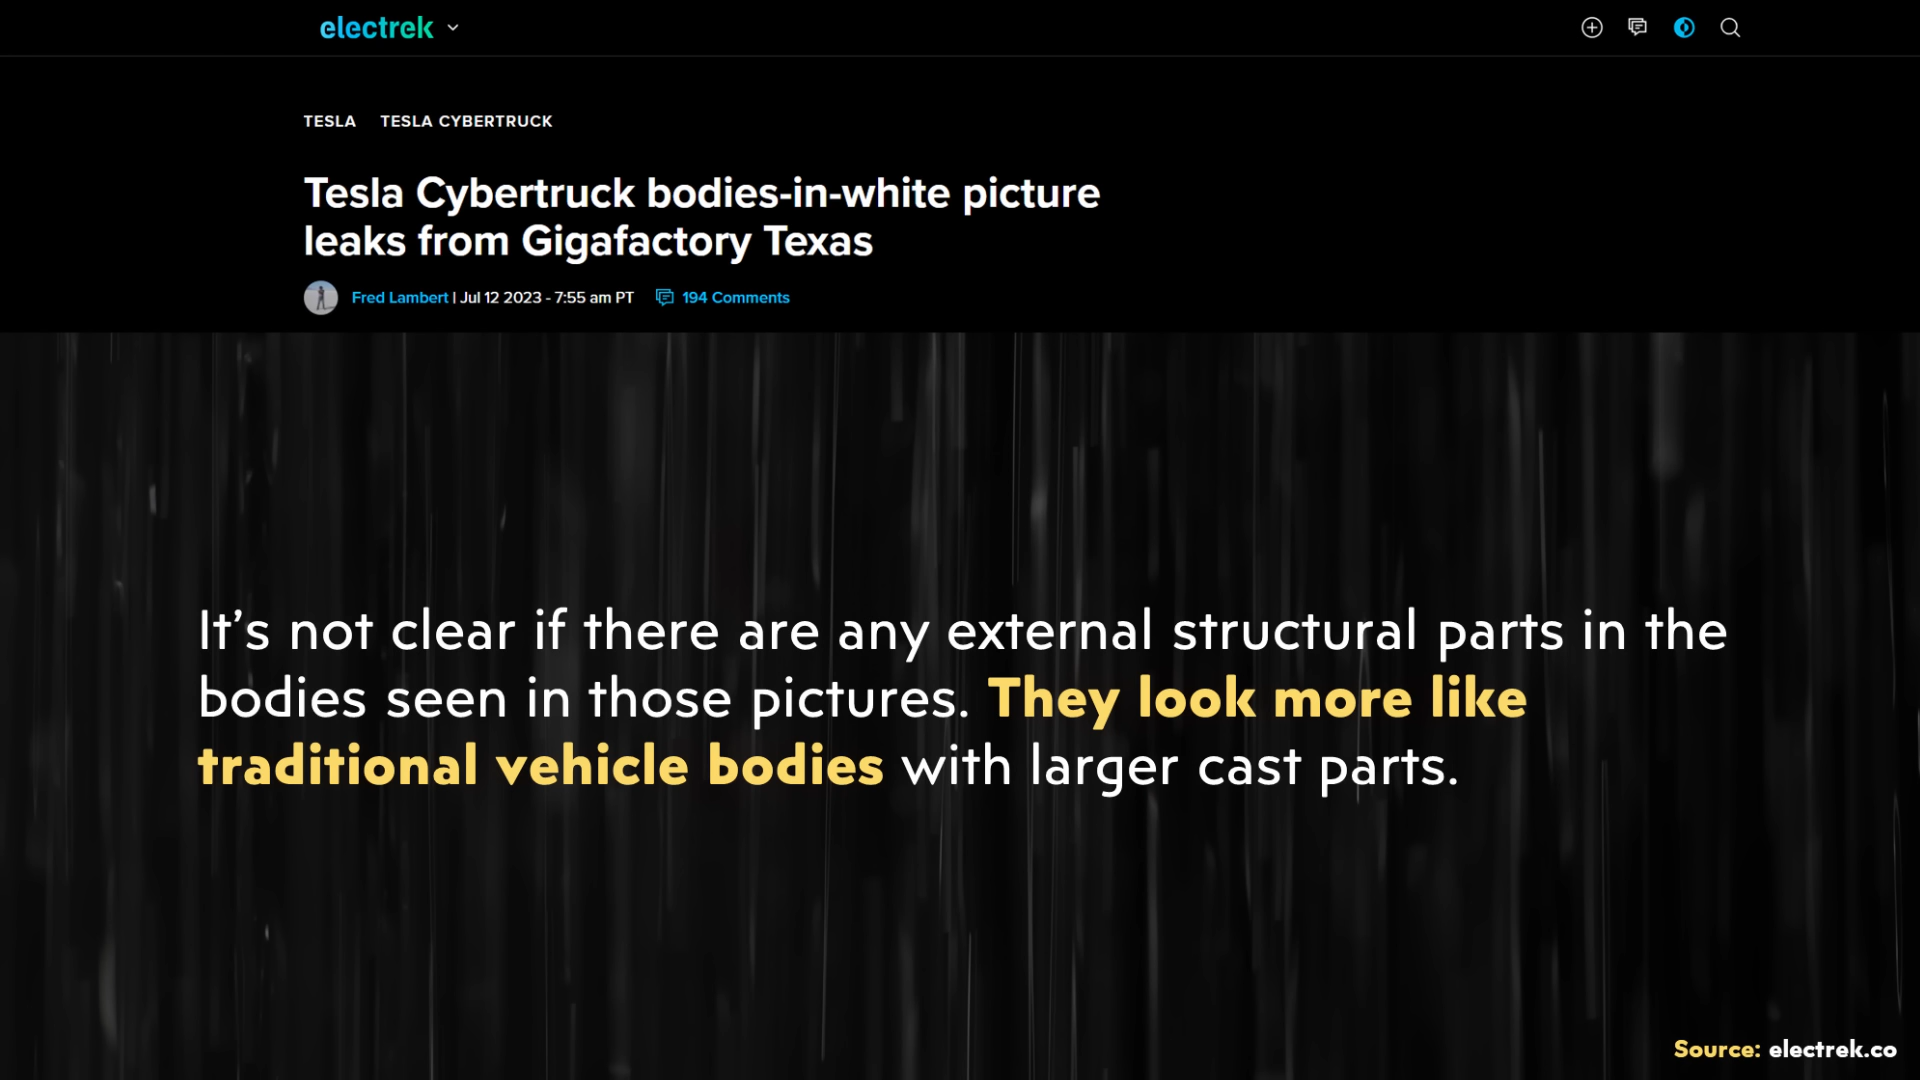 electrek
TESLA TESLA CYBERTRUCK
Tesla Cybertruck bodies-in-white picture
leaks from Gigafactory Texas
Fred Lambert | Jul 12 2023 - 7:55 am PT 194 Comments
It’s not clear if there are any external structural parts in the
bodies seen in those pictures. They look more like
traditional vehicle bodies with larger cast parts.
Source: electrek.co